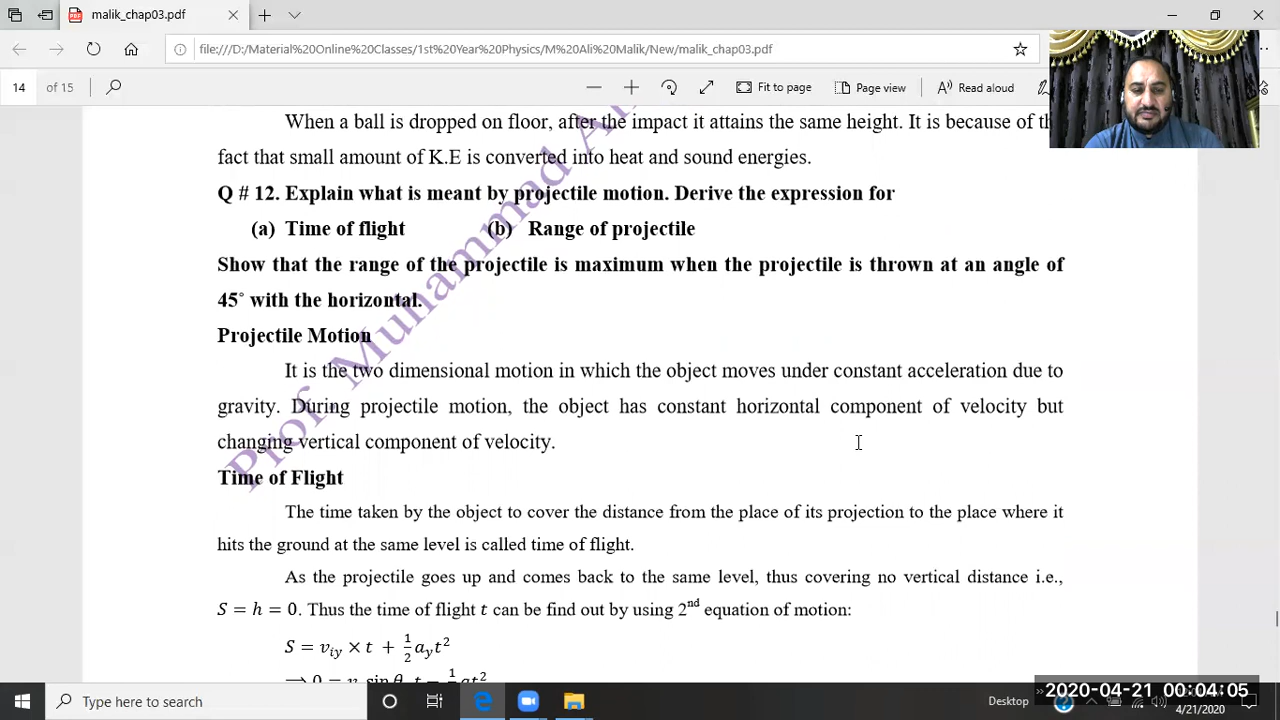 malik_chap03.pdf
file:///D:/Material%20Online%20Classes/1st%20Year%20Physics/M%20Ali%20Malik/New/malik_chap03.pdf
14 of 15
Fit to page
Page view
Read aloud
When a ball is dropped on floor, after the impact it attains the same height. It is because of th
fact that small amount of K.E is converted into heat and sound energies.
Q # 12. Explain what is meant by projectile motion. Derive the expression for
(a) Time of flight (b) Range of projectile
Show that the range of the projectile is maximum when the projectile is thrown at an angle of
45° with the horizontal.
Projectile Motion
It is the two dimensional motion in which the object moves under constant acceleration due to
gravity. During projectile motion, the object has constant horizontal component of velocity but
changing vertical component of velocity.
Time of Flight
The time taken by the object to cover the distance from the place of its projection to the place where it
hits the ground at the same level is called time of flight.
As the projectile goes up and comes back to the same level, thus covering no vertical distance i.e.,
S = h = 0. Thus the time of flight t can be find out by using 2nd equation of motion:
S = v_iy × t + 1/2 a_y t²
Prof. Muhammad
Type here to search
Desktop
2020-04-21 00:04:05
4/21/2020